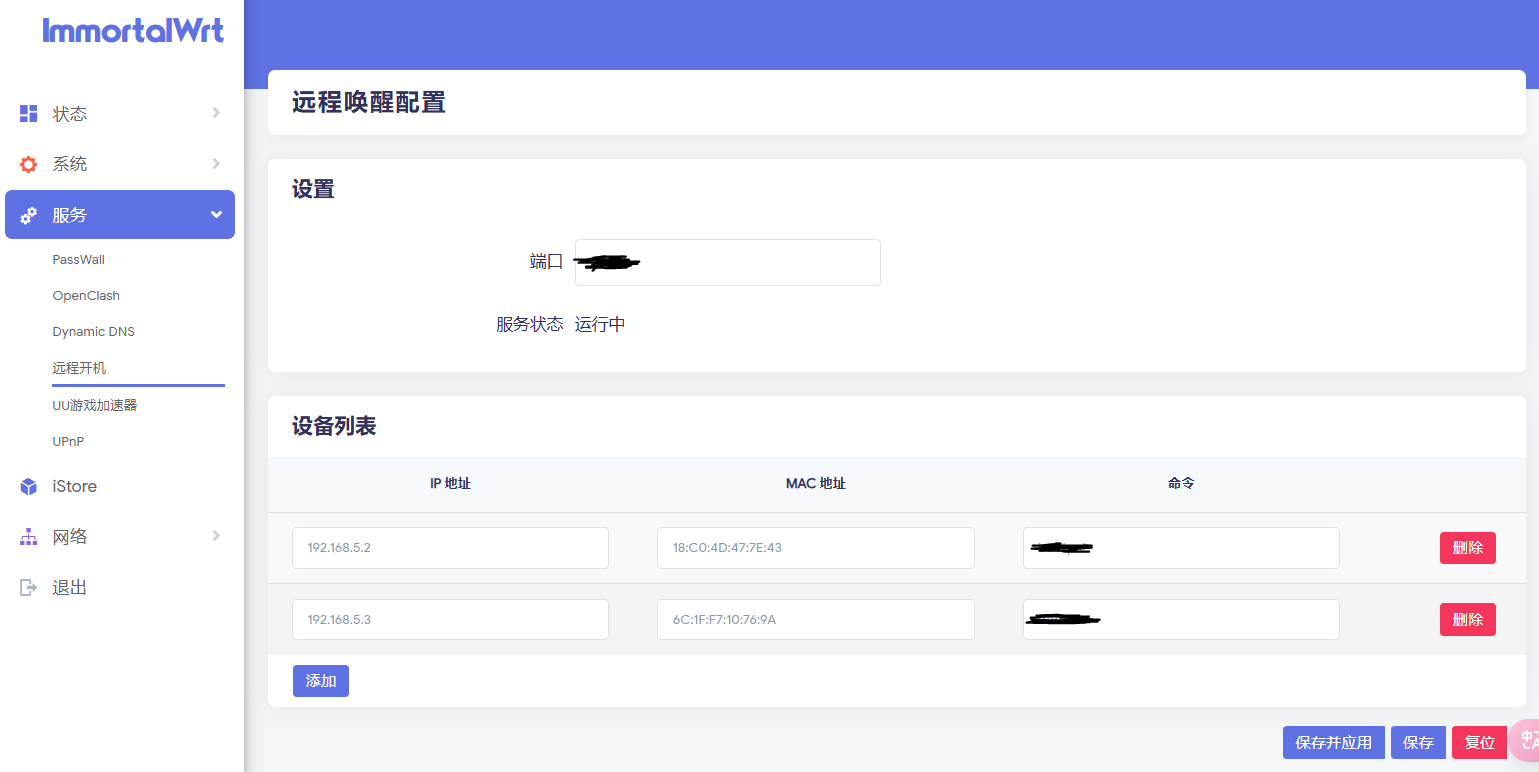 ImmortalWrt
状态
系统
服务
PassWall
OpenClash
Dynamic DNS
远程开机
UU游戏加速器
UPnP
iStore
网络
退出
远程唤醒配置
设置
端口
服务状态 运行中
设备列表
IP 地址 MAC 地址 命令
192.168.5.2 18:C0:4D:47:7E:43 删除
192.168.5.3 6C:1F:F7:10:76:9A 删除
添加
保存并应用 保存 复位